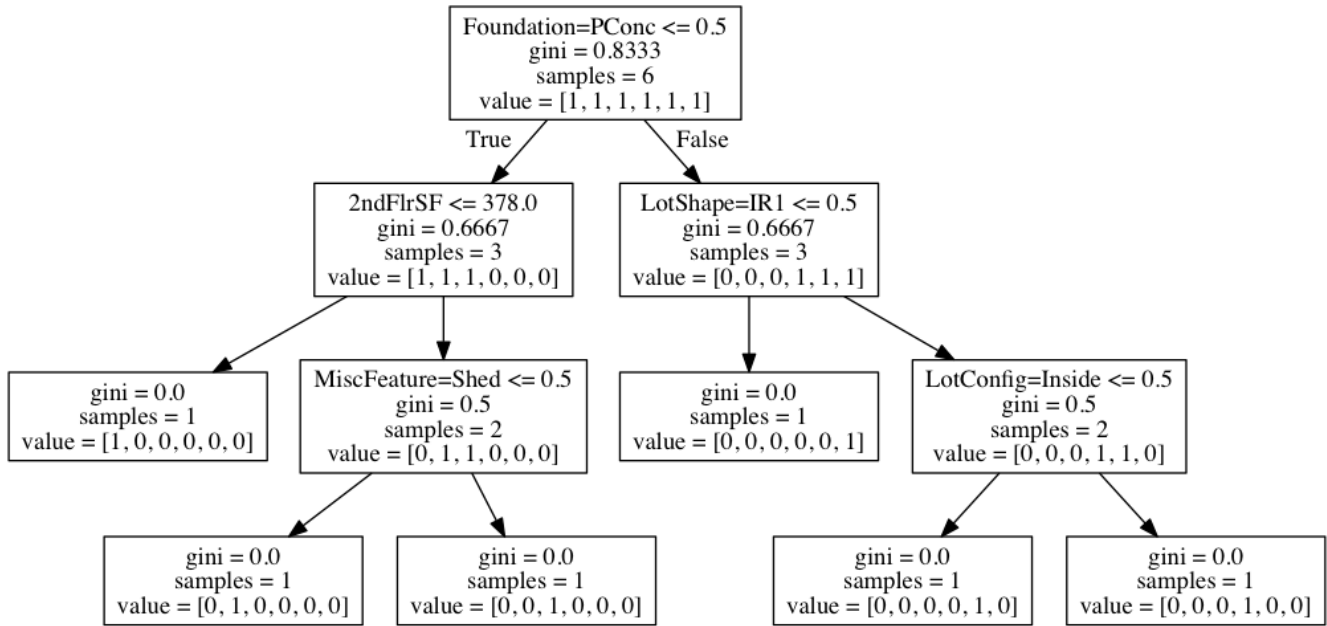 Foundation=PConc <= 0.5
gini = 0.8333
samples = 6
value = [1, 1, 1, 1, 1, 1]
True
False
2ndFlrSF <= 378.0
gini = 0.6667
samples = 3
value = [1, 1, 1, 0, 0, 0]
LotShape=IR1 <= 0.5
gini = 0.6667
samples = 3
value = [0, 0, 0, 1, 1, 1]
gini = 0.0
samples = 1
value = [1, 0, 0, 0, 0, 0]
MiscFeature=Shed <= 0.5
gini = 0.5
samples = 2
value = [0, 1, 1, 0, 0, 0]
gini = 0.0
samples = 1
value = [0, 0, 0, 0, 0, 1]
LotConfig=Inside <= 0.5
gini = 0.5
samples = 2
value = [0, 0, 0, 1, 1, 0]
gini = 0.0
samples = 1
value = [0, 1, 0, 0, 0, 0]
gini = 0.0
samples = 1
value = [0, 0, 1, 0, 0, 0]
gini = 0.0
samples = 1
value = [0, 0, 0, 0, 1, 0]
gini = 0.0
samples = 1
value = [0, 0, 0, 1, 0, 0]